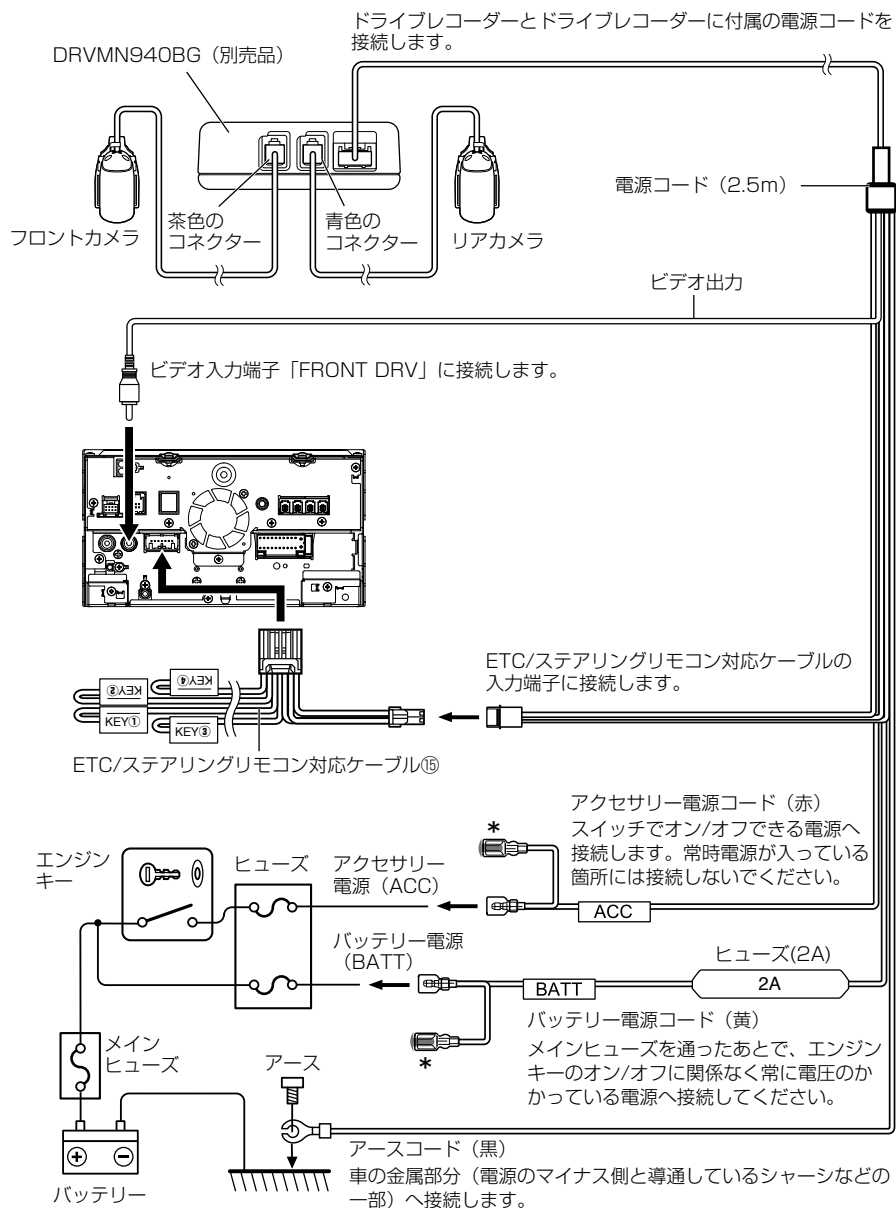 ドライブレコーダーとドライブレコーダーに付属の電源コードを
接続します。
DRVMN940BG（別売品）
電源コード（2.5m）
茶色の
コネクター
青色の
コネクター
フロントカメラ
リアカメラ
ビデオ出力
ビデオ入力端子「FRONT DRV」に接続します。
ETC/ステアリングリモコン対応ケーブルの
入力端子に接続します。
KEY②
KEY④
KEY①
KEY③
ETC/ステアリングリモコン対応ケーブル⑮
アクセサリー電源コード（赤）
スイッチでオン/オフできる電源へ
接続します。常時電源が入っている
箇所には接続しないでください。
*
エンジン
キー
ヒューズ
アクセサリー
電源（ACC）
ACC
バッテリー電源
（BATT）
ヒューズ(2A)
BATT
2A
バッテリー電源コード（黄）
*
メインヒューズを通ったあとで、エンジン
キーのオン/オフに関係なく常に電圧のか
かっている電源へ接続してください。
メイン
ヒューズ
アース
アースコード（黒）
車の金属部分（電源のマイナス側と導通しているシャーシなどの
一部）へ接続します。
+ −
バッテリー